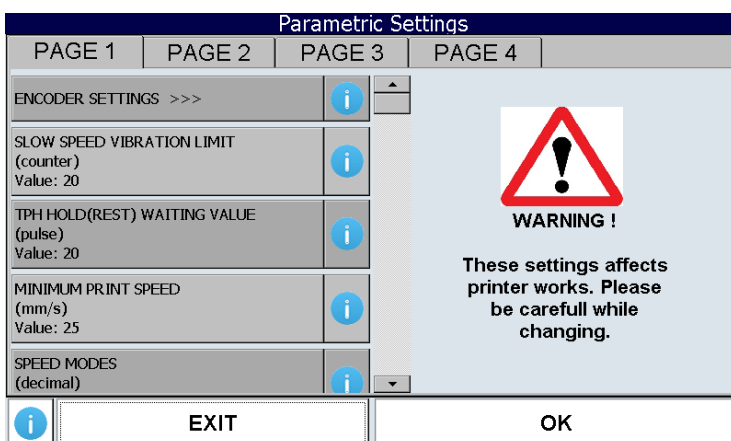 Parametric Settings
PAGE 1
PAGE 2
PAGE 3
PAGE 4
ENCODER SETTINGS >>>
SLOW SPEED VIBRATION LIMIT
(counter)
Value: 20
TPH HOLD(REST) WAITING VALUE
(pulse)
Value: 20
MINIMUM PRINT SPEED
(mm/s)
Value: 25
SPEED MODES
(decimal)
WARNING !
These settings affects
printer works. Please
be carefull while
changing.
EXIT
OK